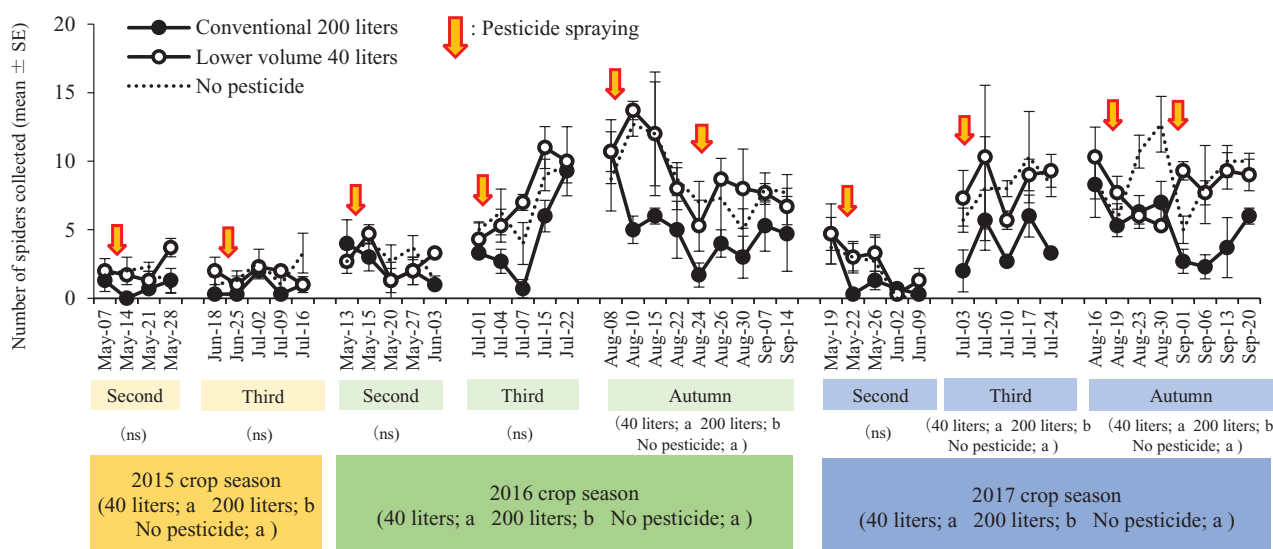 Number of spiders collected (mean ± SE)
20
15
10
5
0
Conventional 200 liters
Lower volume 40 liters
No pesticide
: Pesticide spraying
May-07
May-14
May-21
May-28
Jun-18
Jun-25
Jul-02
Jul-09
Jul-16
May-13
May-15
May-20
May-27
Jun-03
Jul-01
Jul-04
Jul-07
Jul-15
Jul-22
Aug-08
Aug-10
Aug-15
Aug-22
Aug-24
Aug-26
Aug-30
Sep-07
Sep-14
May-19
May-22
May-26
Jun-02
Jun-09
Jul-03
Jul-05
Jul-10
Jul-17
Jul-24
Aug-16
Aug-19
Aug-23
Aug-30
Sep-01
Sep-06
Sep-13
Sep-20
Second
Third
Second
Third
Autumn
Second
Third
Autumn
(ns)
(ns)
(ns)
(ns)
(40 liters; a 200 liters; b
No pesticide; a )
(ns)
(40 liters; a 200 liters; b
No pesticide; a )
(40 liters; a 200 liters; b
No pesticide; a )
2015 crop season
(40 liters; a 200 liters; b
No pesticide; a )
2016 crop season
(40 liters; a 200 liters; b No pesticide; a )
2017 crop season
(40 liters; a 200 liters; b No pesticide; a )